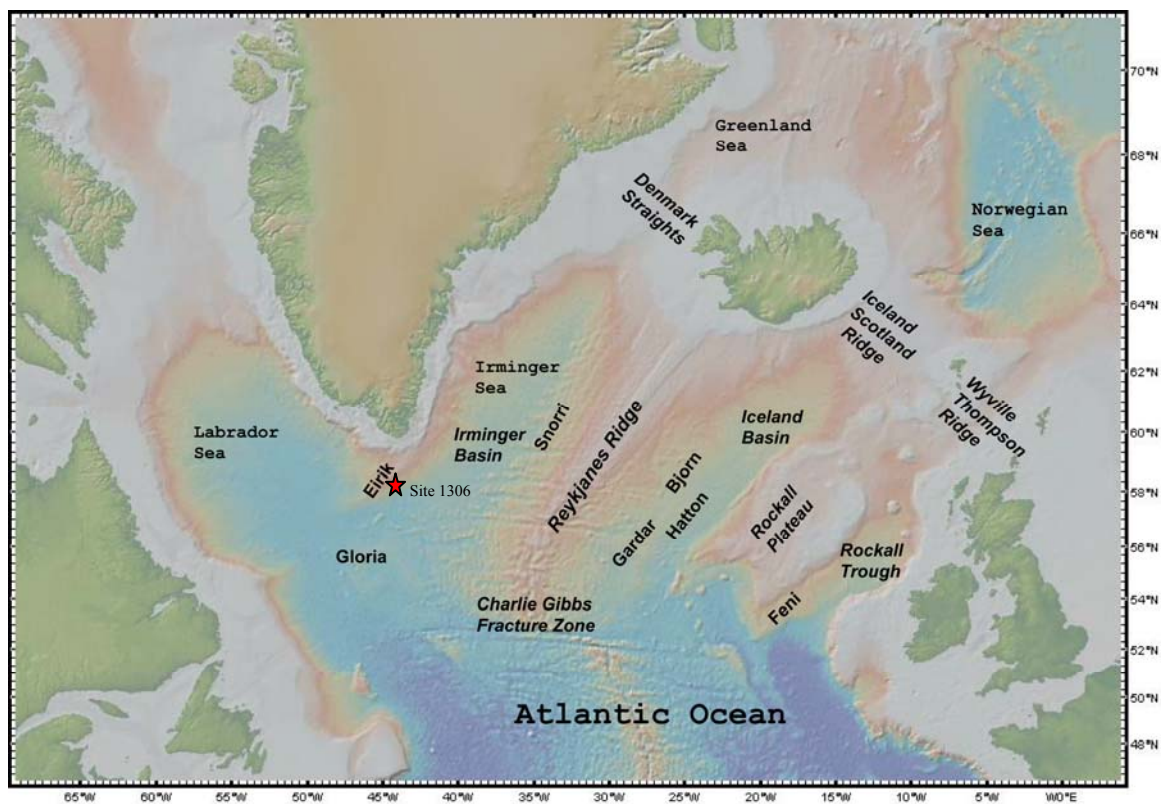 70°N
Greenland
Sea
68°N
Denmark
Straights
Norwegian
Sea
66°N
Iceland
Scotland
Ridge
64°N
Irminger
Sea
62°N
Wyville
Thompson
Ridge
Labrador
Sea
Irminger
Basin
Snorri
Reykjanes Ridge
Iceland
Basin
60°N
Eirik
Site 1306
Bjorn
Hatton
Gardar
Rockall
Plateau
58°N
Gloria
Rockall
Trough
56°N
Charlie Gibbs
Fracture Zone
Feni
54°N
52°N
Atlantic Ocean
50°N
48°N
65°W
60°W
55°W
50°W
45°W
40°W
35°W
30°W
25°W
20°W
15°W
10°W
5°W
W0°E